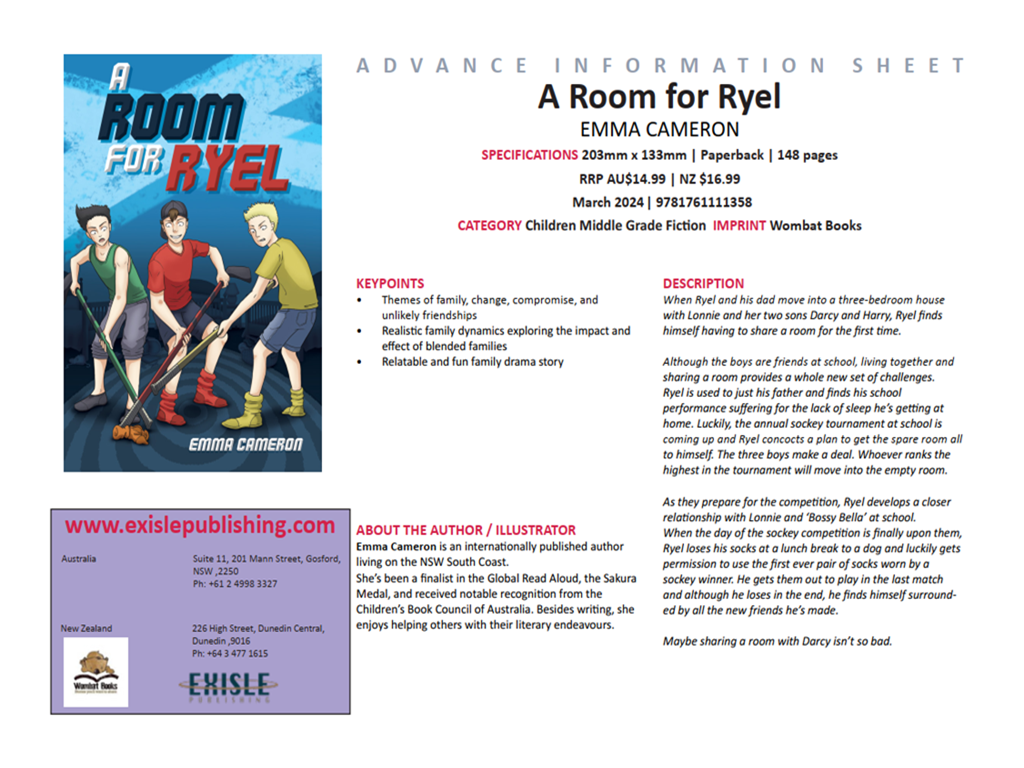 A
ROOM
FOR
RYEL
EMMA CAMERON
ADVANCE INFORMATION SHEET
A Room for Ryel
EMMA CAMERON
SPECIFICATIONS 203mm x 133mm | Paperback | 148 pages
RRP AU$14.99 | NZ $16.99
March 2024 | 9781761111358
CATEGORY Children Middle Grade Fiction IMPRINT Wombat Books
KEYPOINTS
• Themes of family, change, compromise, and
unlikely friendships
• Realistic family dynamics exploring the impact and
effect of blended families
• Relatable and fun family drama story
DESCRIPTION
When Ryel and his dad move into a three-bedroom house
with Lonnie and her two sons Darcy and Harry, Ryel finds
himself having to share a room for the first time.
Although the boys are friends at school, living together and
sharing a room provides a whole new set of challenges.
Ryel is used to just his father and finds his school
performance suffering for the lack of sleep he's getting at
home. Luckily, the annual sockey tournament at school is
coming up and Ryel concocts a plan to get the spare room all
to himself. The three boys make a deal. Whoever ranks the
highest in the tournament will move into the empty room.
As they prepare for the competition, Ryel develops a closer
relationship with Lonnie and 'Bossy Bella' at school.
When the day of the sockey competition is finally upon them,
Ryel loses his socks at a lunch break to a dog and luckily gets
permission to use the first ever pair of socks worn by a
sockey winner. He gets them out to play in the last match
and although he loses in the end, he finds himself surround-
ed by all the new friends he's made.
Maybe sharing a room with Darcy isn't so bad.
ABOUT THE AUTHOR / ILLUSTRATOR
Emma Cameron is an internationally published author
living on the NSW South Coast.
She's been a finalist in the Global Read Aloud, the Sakura
Medal, and received notable recognition from the
Children's Book Council of Australia. Besides writing, she
enjoys helping others with their literary endeavours.
www.exislepublishing.com
Australia
Suite 11, 201 Mann Street, Gosford,
NSW ,2250
Ph: +61 2 4998 3327
New Zealand
226 High Street, Dunedin Central,
Dunedin ,9016
Ph: +64 3 477 1615
Wombat Books
EXISLE
PUBLISHING